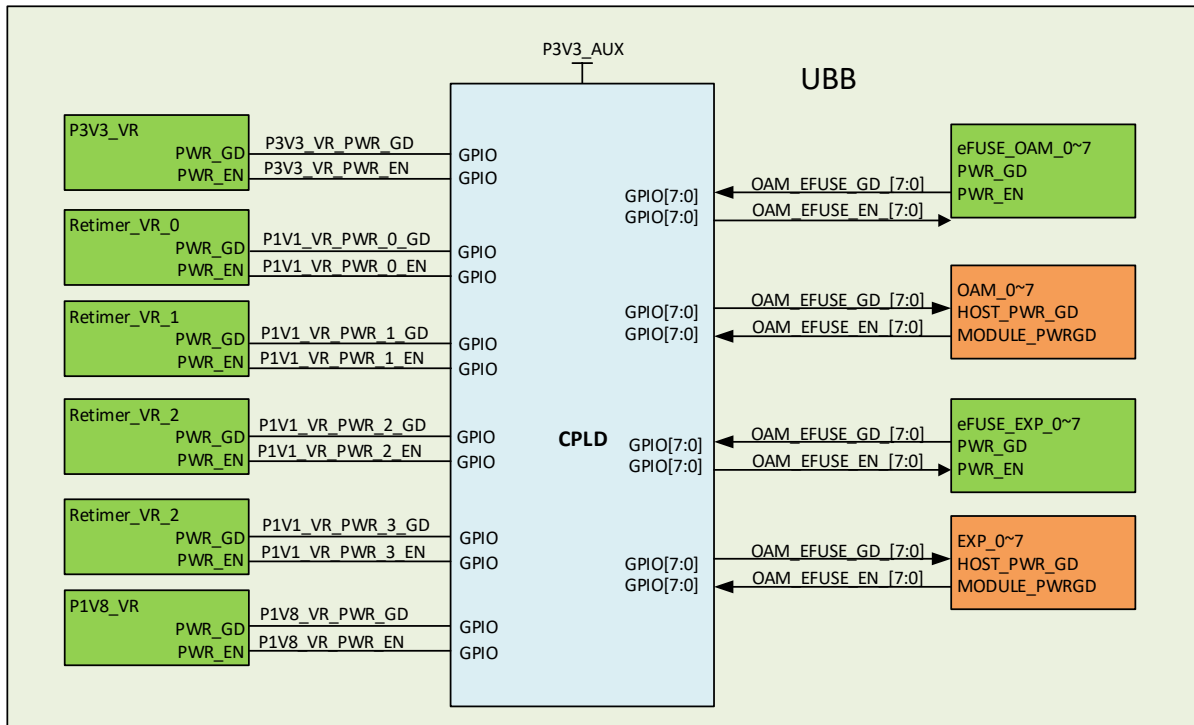 P3V3_AUX
UBB
P3V3_VR
PWR_GD
PWR_EN
P3V3_VR_PWR_GD
P3V3_VR_PWR_EN
GPIO
GPIO
Retimer_VR_0
PWR_GD
PWR_EN
P1V1_VR_PWR_0_GD
P1V1_VR_PWR_0_EN
GPIO
GPIO
Retimer_VR_1
PWR_GD
PWR_EN
P1V1_VR_PWR_1_GD
P1V1_VR_PWR_1_EN
GPIO
GPIO
Retimer_VR_2
PWR_GD
PWR_EN
P1V1_VR_PWR_2_GD
P1V1_VR_PWR_2_EN
GPIO
GPIO
Retimer_VR_2
PWR_GD
PWR_EN
P1V1_VR_PWR_3_GD
P1V1_VR_PWR_3_EN
GPIO
GPIO
P1V8_VR
PWR_GD
PWR_EN
P1V8_VR_PWR_GD
P1V8_VR_PWR_EN
GPIO
GPIO
CPLD
GPIO[7:0]
GPIO[7:0]
OAM_EFUSE_GD_[7:0]
OAM_EFUSE_EN_[7:0]
eFUSE_OAM_0~7
PWR_GD
PWR_EN
GPIO[7:0]
GPIO[7:0]
OAM_EFUSE_GD_[7:0]
OAM_EFUSE_EN_[7:0]
OAM_0~7
HOST_PWR_GD
MODULE_PWRGD
GPIO[7:0]
GPIO[7:0]
OAM_EFUSE_GD_[7:0]
OAM_EFUSE_EN_[7:0]
eFUSE_EXP_0~7
PWR_GD
PWR_EN
GPIO[7:0]
GPIO[7:0]
OAM_EFUSE_GD_[7:0]
OAM_EFUSE_EN_[7:0]
EXP_0~7
HOST_PWR_GD
MODULE_PWRGD